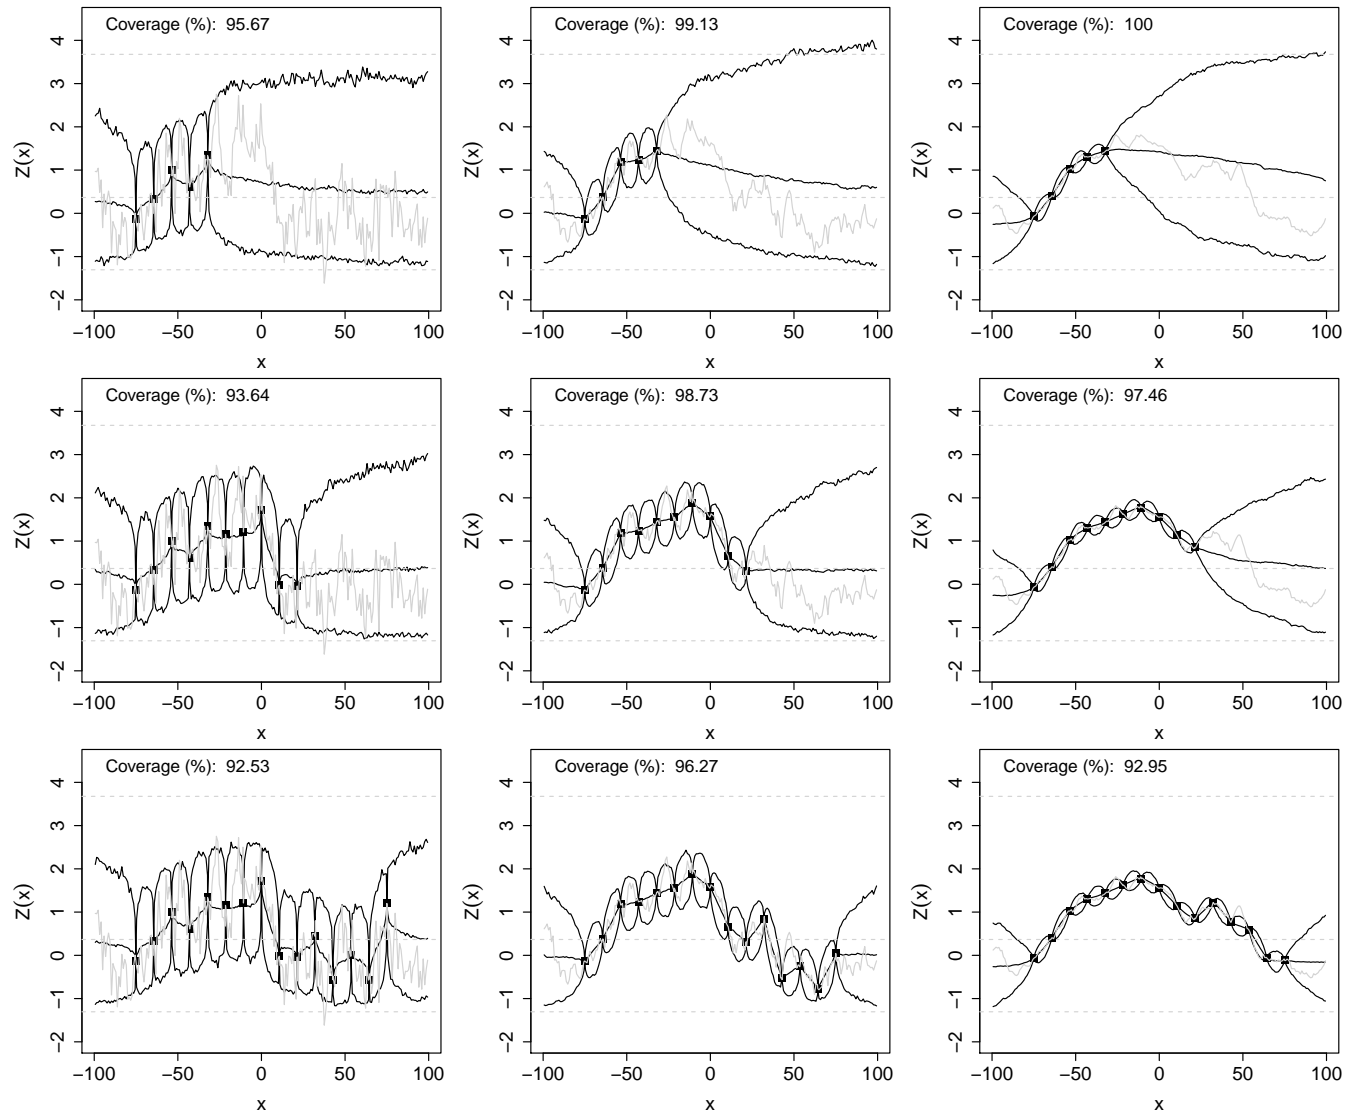 Coverage (%): 95.67
Z(x)
4
3
2
1
0
−1
−2
−100 −50 0 50 100
x
Coverage (%): 99.13
Z(x)
4
3
2
1
0
−1
−2
−100 −50 0 50 100
x
Coverage (%): 100
Z(x)
4
3
2
1
0
−1
−2
−100 −50 0 50 100
x
Coverage (%): 93.64
Z(x)
4
3
2
1
0
−1
−2
−100 −50 0 50 100
x
Coverage (%): 98.73
Z(x)
4
3
2
1
0
−1
−2
−100 −50 0 50 100
x
Coverage (%): 97.46
Z(x)
4
3
2
1
0
−1
−2
−100 −50 0 50 100
x
Coverage (%): 92.53
Z(x)
4
3
2
1
0
−1
−2
−100 −50 0 50 100
x
Coverage (%): 96.27
Z(x)
4
3
2
1
0
−1
−2
−100 −50 0 50 100
x
Coverage (%): 92.95
Z(x)
4
3
2
1
0
−1
−2
−100 −50 0 50 100
x